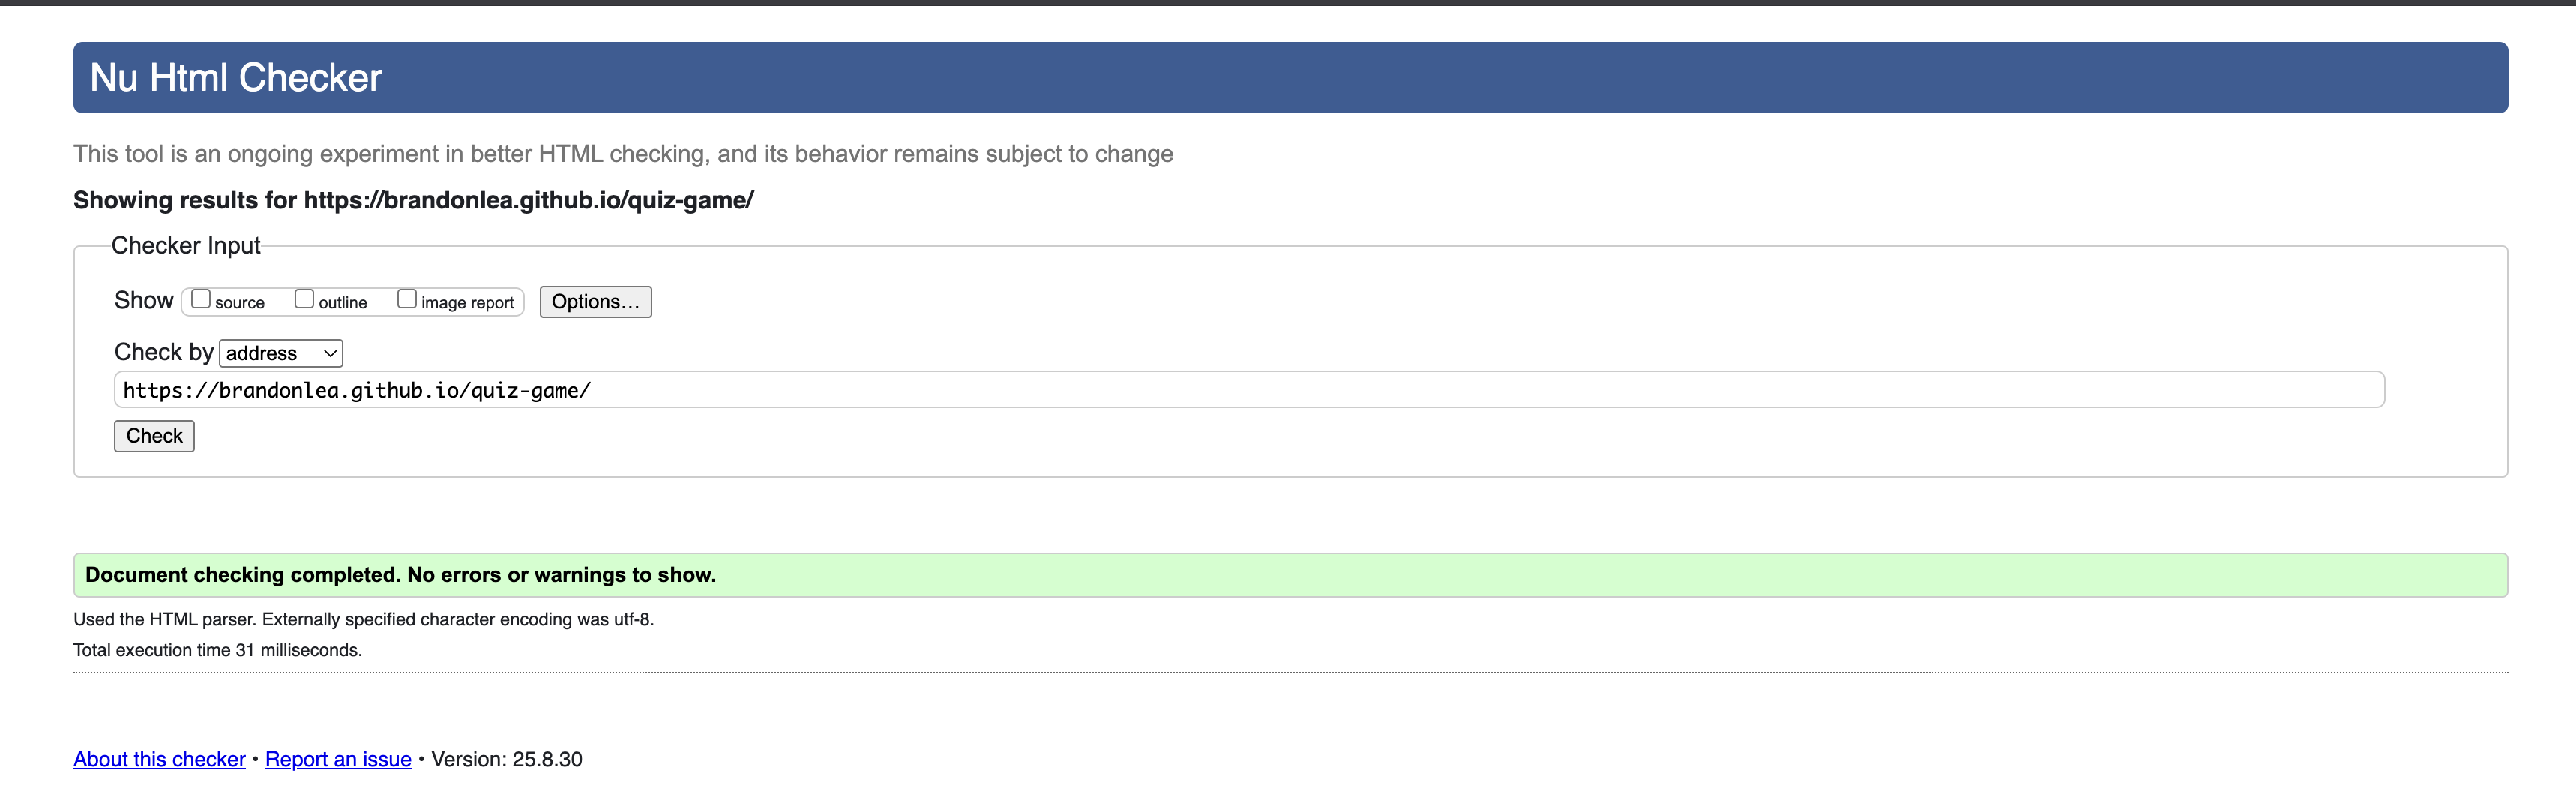 Nu Html Checker
This tool is an ongoing experiment in better HTML checking, and its behavior remains subject to change
Showing results for https://brandonlea.github.io/quiz-game/
Checker Input
Show source outline image report Options...
Check by address
https://brandonlea.github.io/quiz-game/
Check
Document checking completed. No errors or warnings to show.
Used the HTML parser. Externally specified character encoding was utf-8.
Total execution time 31 milliseconds.
About this checker • Report an issue • Version: 25.8.30